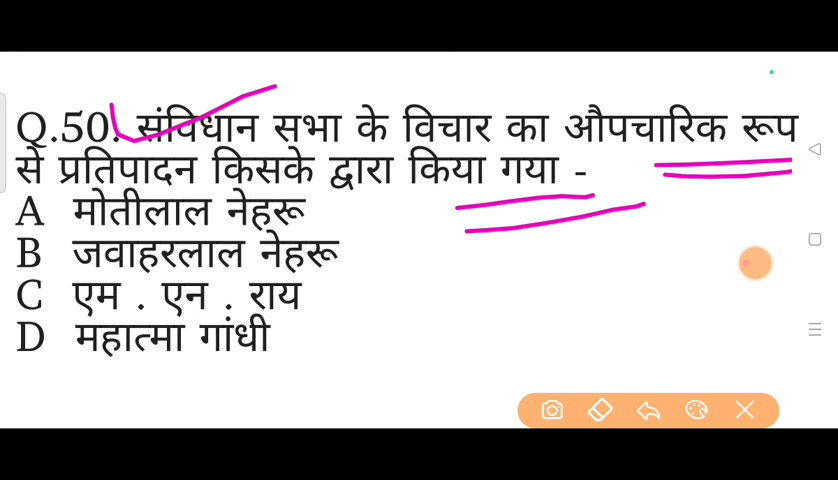 Q.50. संविधान सभा के विचार का औपचारिक रूप
से प्रतिपादन किसके द्वारा किया गया -
A मोतीलाल नेहरू
B जवाहरलाल नेहरू
C एम . एन . राय
D महात्मा गांधी